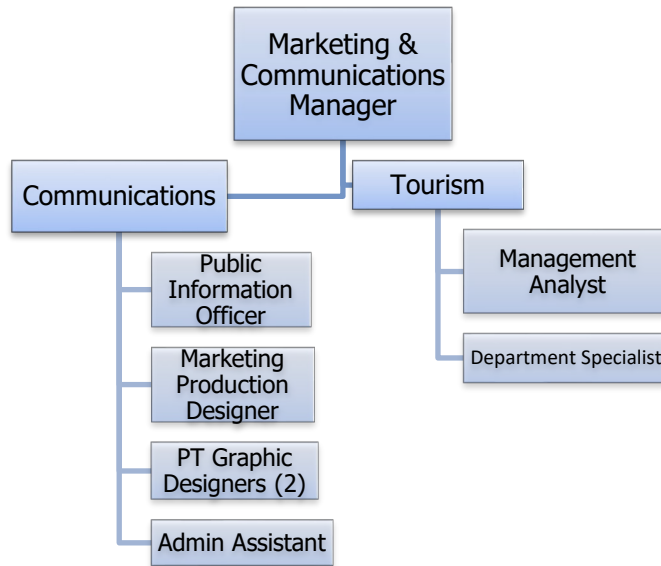 Marketing &
Communications
Manager
Communications
Tourism
Public
Information
Officer
Marketing
Production
Designer
PT Graphic
Designers (2)
Admin Assistant
Management
Analyst
Department Specialist